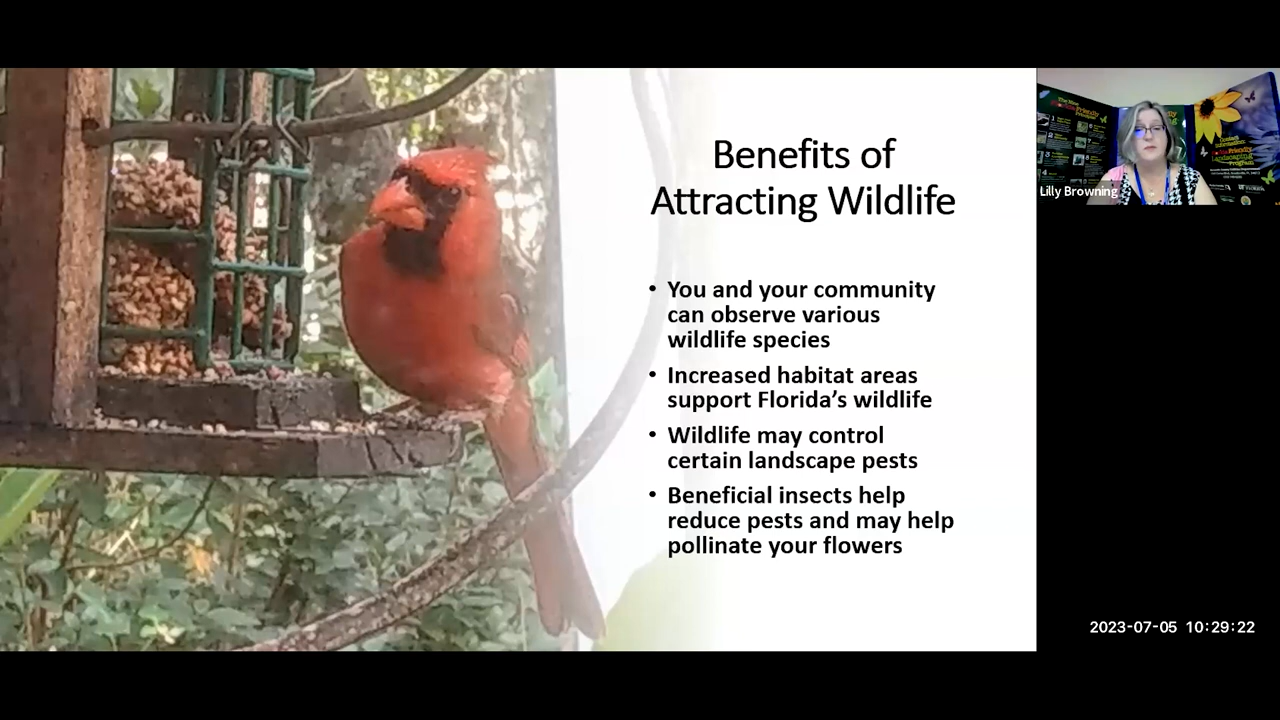 Benefits of
Attracting Wildlife
• You and your community
can observe various
wildlife species
• Increased habitat areas
support Florida’s wildlife
• Wildlife may control
certain landscape pests
• Beneficial insects help
reduce pests and may help
pollinate your flowers
Lilly Browning
2023-07-05 10:29:22